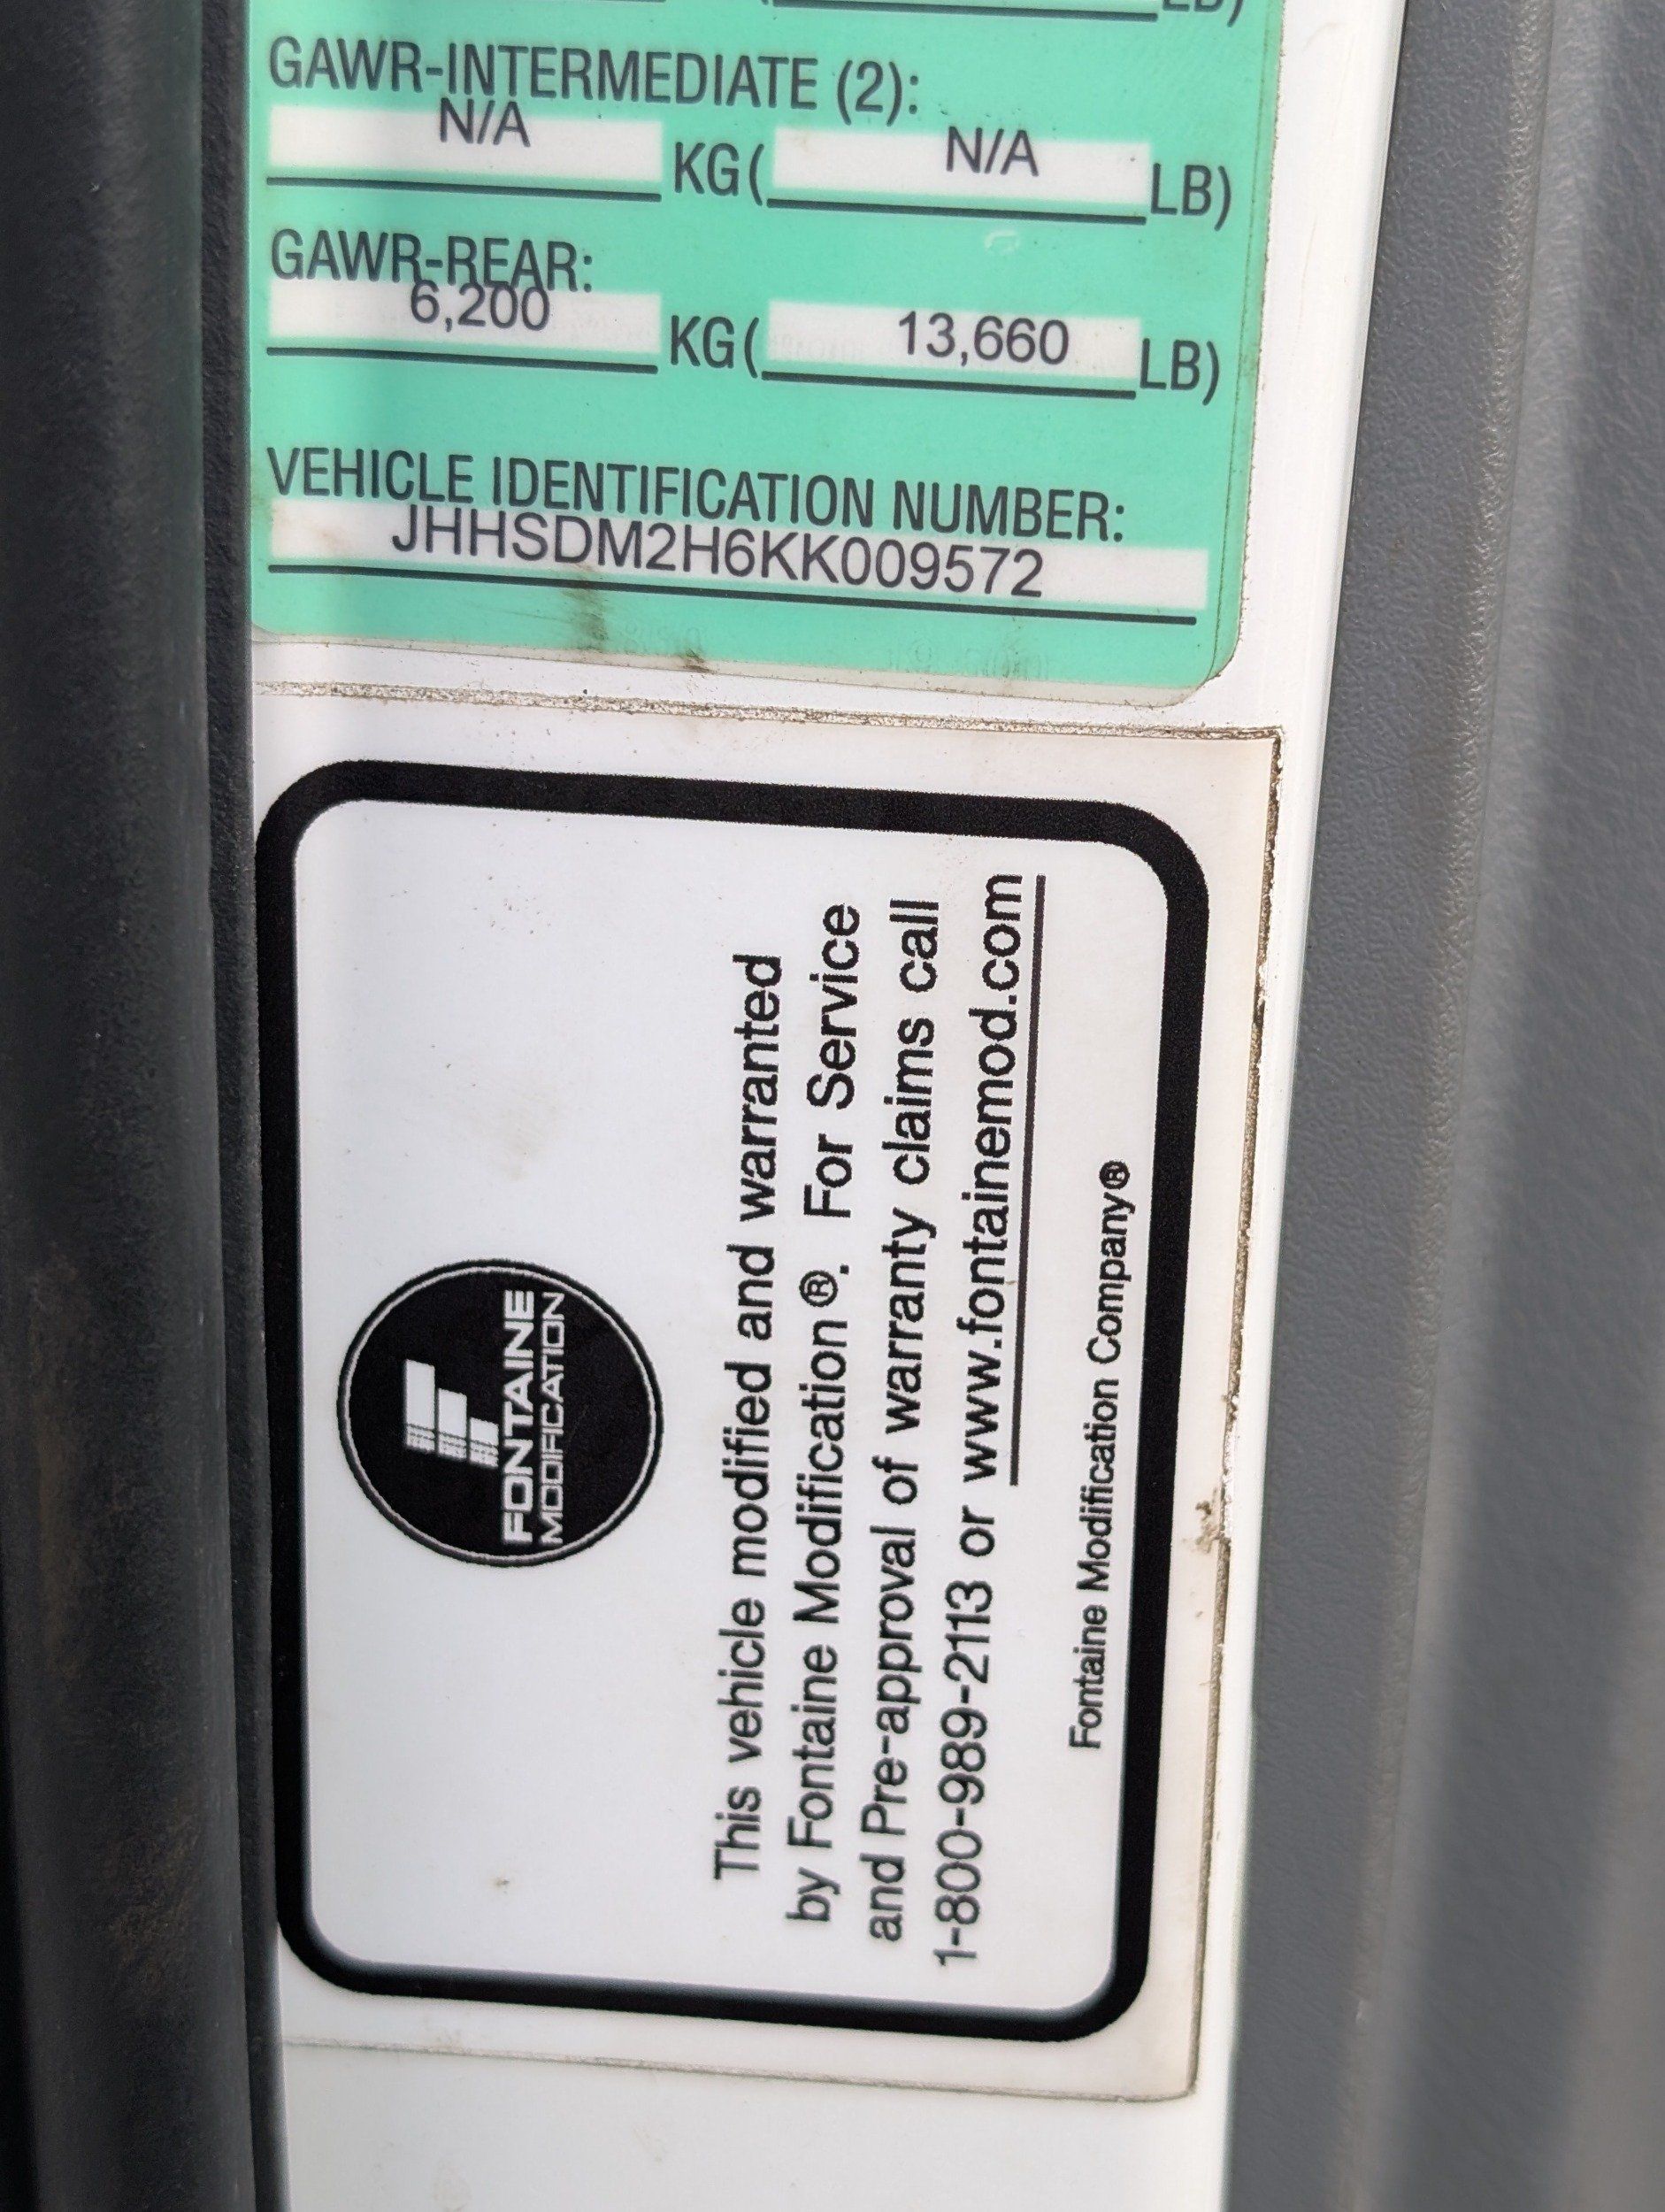 GAWR-INTERMEDIATE (2):
N/A KG( N/A LB)
GAWR-REAR:
6,200 KG( 13,660 LB)
VEHICLE IDENTIFICATION NUMBER:
JHHSDM2H6KK009572
FONTAINE
MODIFICATION
This vehicle modified and warranted
by Fontaine Modification®. For Service
and Pre-approval of warranty claims call
1-800-989-2113 or www.fontainemod.com
Fontaine Modification Company®